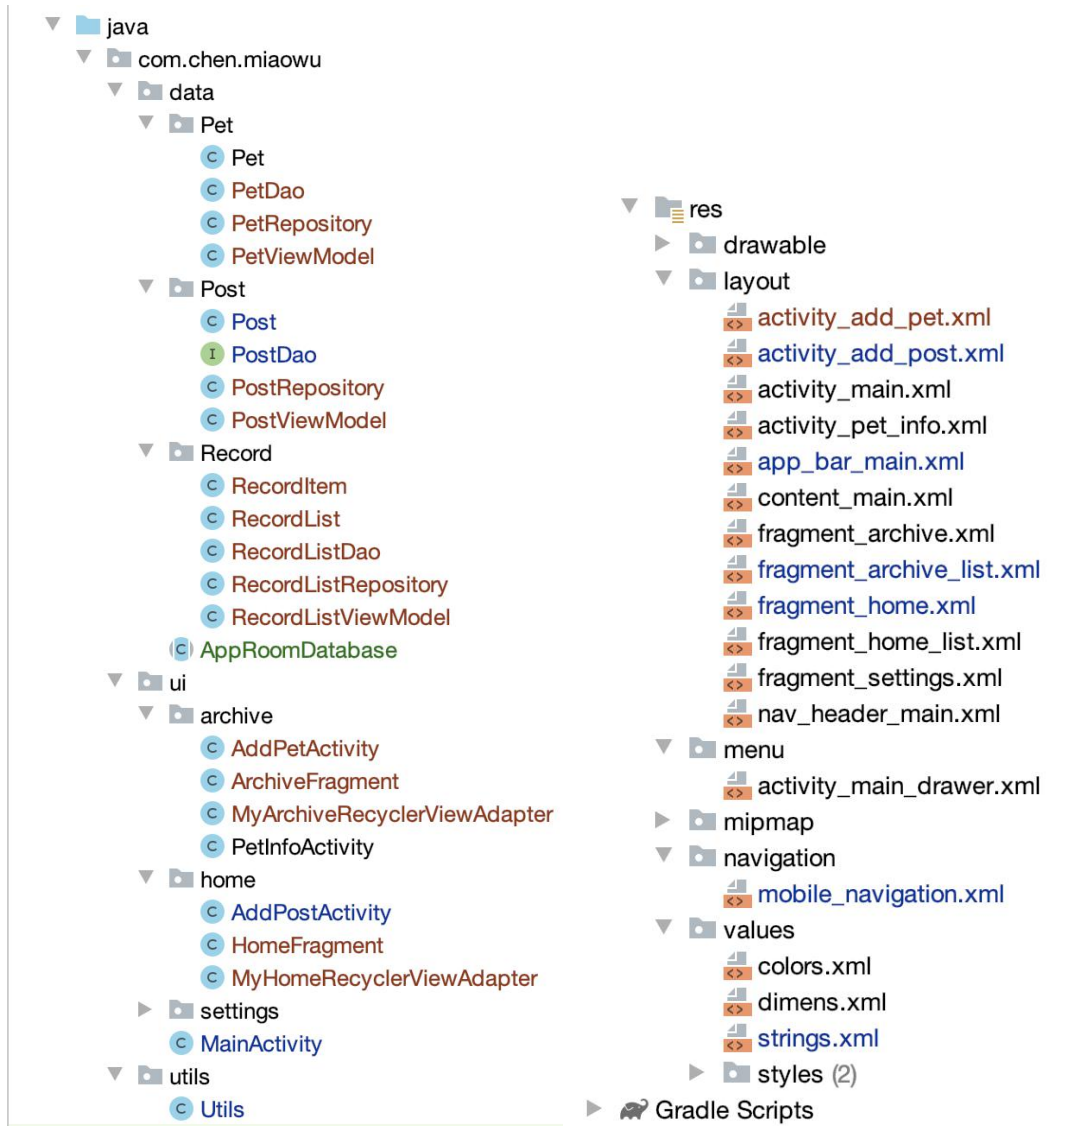 java
com.chen.miaowu
data
Pet
C Pet
C PetDao
C PetRepository
C PetViewModel
Post
C Post
I PostDao
C PostRepository
C PostViewModel
Record
C RecordItem
C RecordList
C RecordListDao
C RecordListRepository
C RecordListViewModel
C AppRoomDatabase
ui
archive
C AddPetActivity
C ArchiveFragment
C MyArchiveRecyclerViewAdapter
C PetInfoActivity
home
C AddPostActivity
C HomeFragment
C MyHomeRecyclerViewAdapter
settings
C MainActivity
utils
C Utils
res
drawable
layout
<> activity_add_pet.xml
<> activity_add_post.xml
<> activity_main.xml
<> activity_pet_info.xml
<> app_bar_main.xml
<> content_main.xml
<> fragment_archive.xml
<> fragment_archive_list.xml
<> fragment_home.xml
<> fragment_home_list.xml
<> fragment_settings.xml
<> nav_header_main.xml
menu
<> activity_main_drawer.xml
mipmap
navigation
<> mobile_navigation.xml
values
<> colors.xml
<> dimens.xml
<> strings.xml
styles (2)
Gradle Scripts